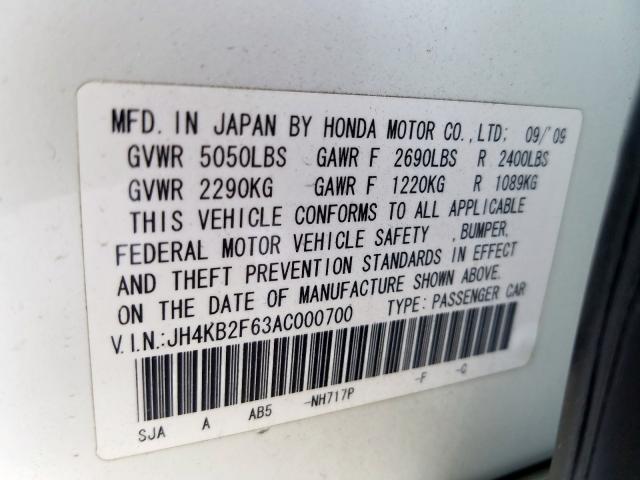 MFD. IN JAPAN BY HONDA MOTOR CO., LTD; 09/'09
GVWR 5050LBS GAWR F 2690LBS R 2400LBS
GVWR 2290KG GAWR F 1220KG R 1089KG
THIS VEHICLE CONFORMS TO ALL APPLICABLE
FEDERAL MOTOR VEHICLE SAFETY , BUMPER,
AND THEFT PREVENTION STANDARDS IN EFFECT
ON THE DATE OF MANUFACTURE SHOWN ABOVE.
V.I.N.:JH4KB2F63AC000700 TYPE: PASSENGER CAR
SJA A AB5 -NH717P -F -Q